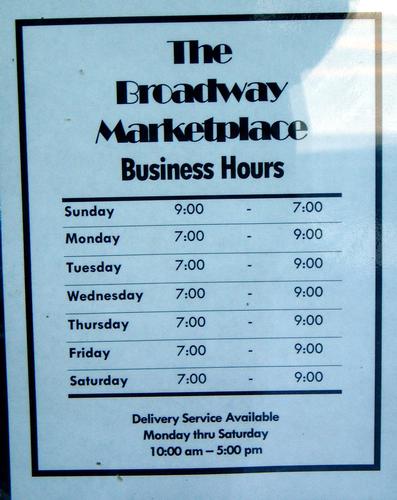 The
Broadway
Marketplace
Business Hours
Sunday 9:00 - 7:00
Monday 7:00 - 9:00
Tuesday 7:00 - 9:00
Wednesday 7:00 - 9:00
Thursday 7:00 - 9:00
Friday 7:00 - 9:00
Saturday 7:00 - 9:00
Delivery Service Available
Monday thru Saturday
10:00 am – 5:00 pm